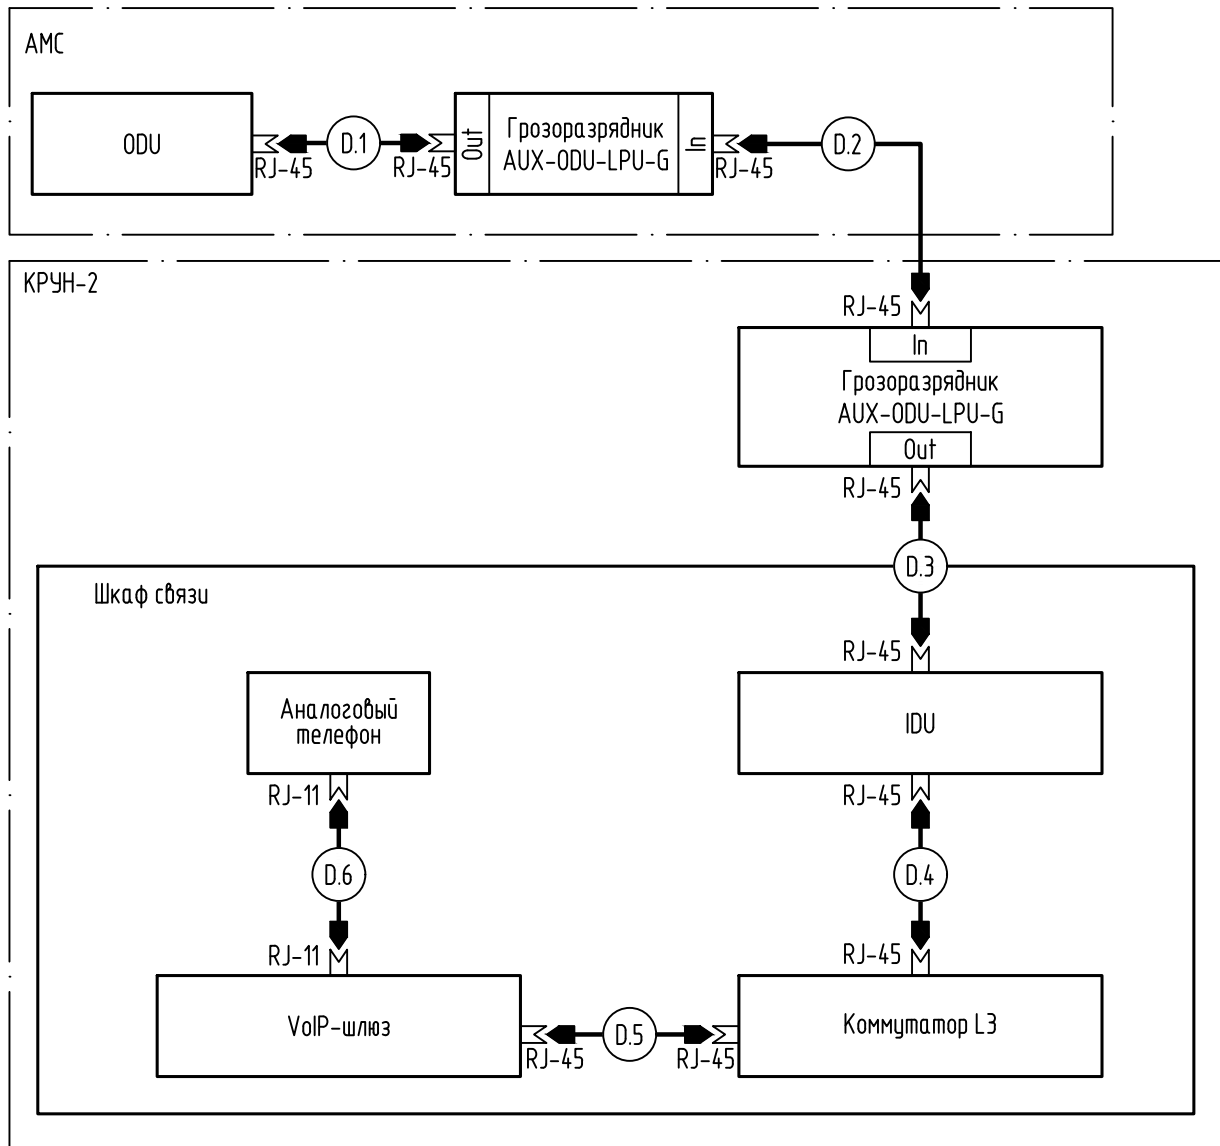 АМС
ODU
RJ-45
D.1
RJ-45
Out
Грозоразрядник
AUX-ODU-LPU-G
In
RJ-45
D.2
КРУН-2
RJ-45
In
Грозоразрядник
AUX-ODU-LPU-G
Out
RJ-45
D.3
Шкаф связи
RJ-45
Аналоговый
телефон
IDU
RJ-11
RJ-45
D.6
D.4
RJ-11
RJ-45
VoIP-шлюз
Коммутатор L3
D.5
RJ-45
RJ-45